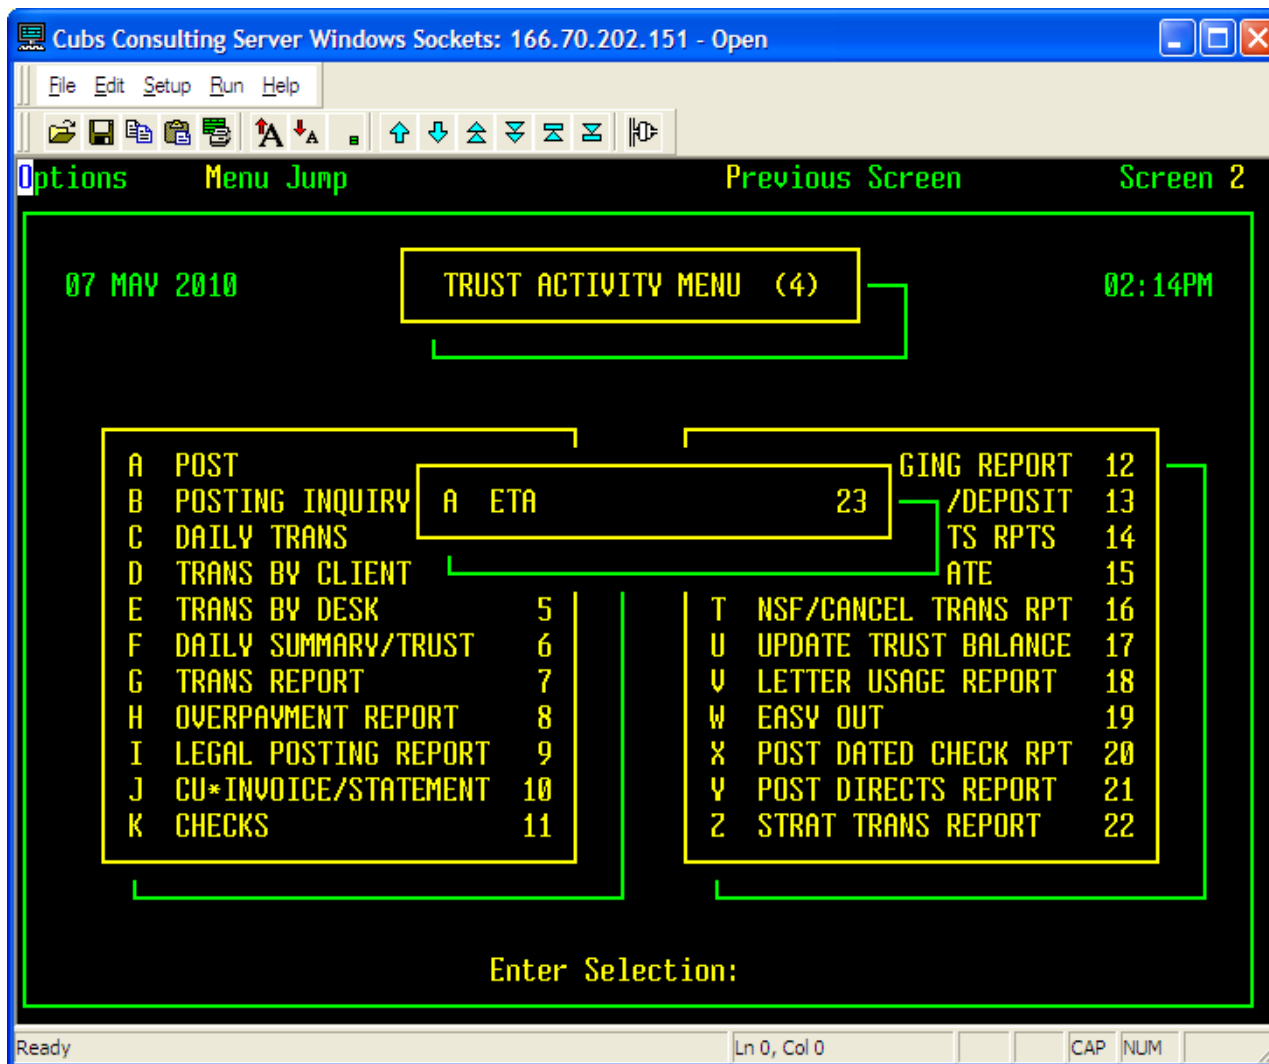 Cubs Consulting Server Windows Sockets: 166.70.202.151 - Open
File Edit Setup Run Help
Options Menu Jump Previous Screen Screen 2
07 MAY 2010 TRUST ACTIVITY MENU (4) 02:14PM
A POST GING REPORT 12
B POSTING INQUIRY A ETA 23 /DEPOSIT 13
C DAILY TRANS TS RPTS 14
D TRANS BY CLIENT ATE 15
E TRANS BY DESK 5 T NSF/CANCEL TRANS RPT 16
F DAILY SUMMARY/TRUST 6 U UPDATE TRUST BALANCE 17
G TRANS REPORT 7 V LETTER USAGE REPORT 18
H OVERPAYMENT REPORT 8 W EASY OUT 19
I LEGAL POSTING REPORT 9 X POST DATED CHECK RPT 20
J CU*INVOICE/STATEMENT 10 Y POST DIRECTS REPORT 21
K CHECKS 11 Z STRAT TRANS REPORT 22
Enter Selection:
Ready Ln 0, Col 0 CAP NUM